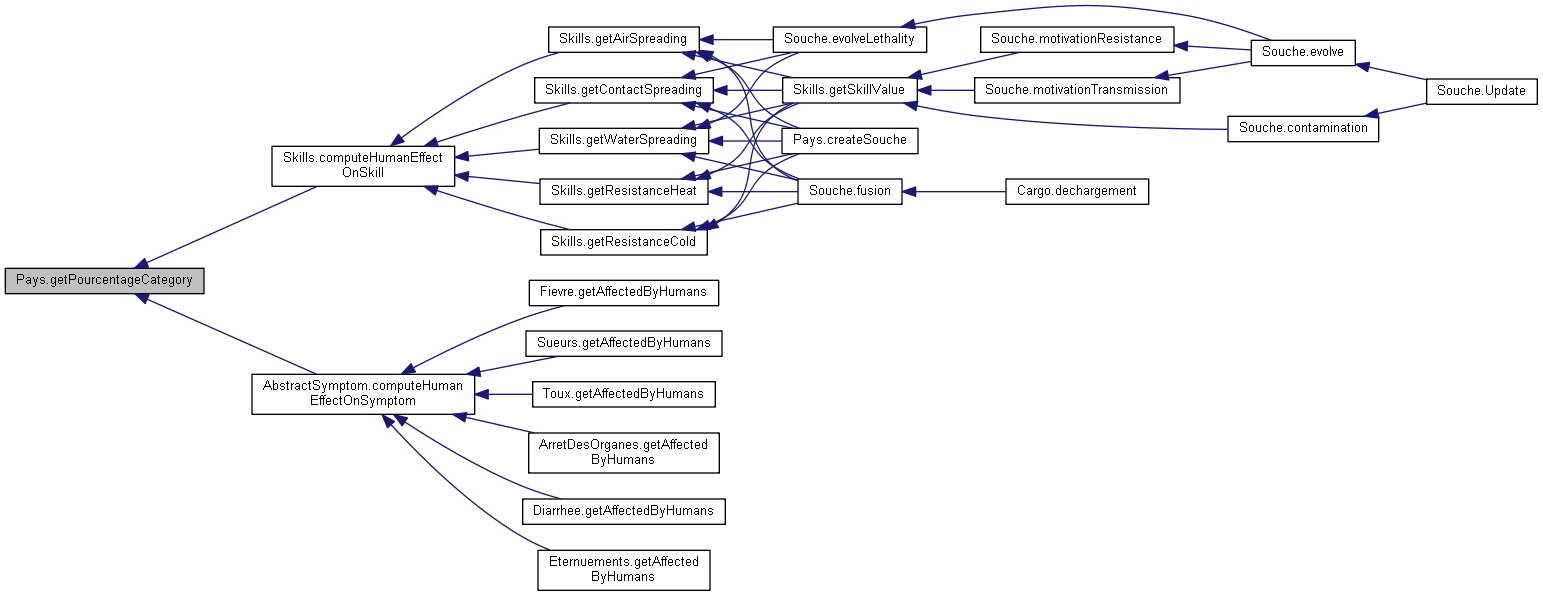 Pays.getPourcentageCategory
Skills.computeHumanEffect
OnSkill
AbstractSymptom.computeHuman
EffectOnSymptom
Skills.getAirSpreading
Skills.getContactSpreading
Skills.getWaterSpreading
Skills.getResistanceHeat
Skills.getResistanceCold
Fievre.getAffectedByHumans
Sueurs.getAffectedByHumans
Toux.getAffectedByHumans
ArretDesOrganes.getAffected
ByHumans
Diarrhee.getAffectedByHumans
Eternuements.getAffected
ByHumans
Souche.evolveLethality
Skills.getSkillValue
Pays.createSouche
Souche.fusion
Souche.motivationResistance
Souche.motivationTransmission
Cargo.dechargement
Souche.evolve
Souche.contamination
Souche.Update